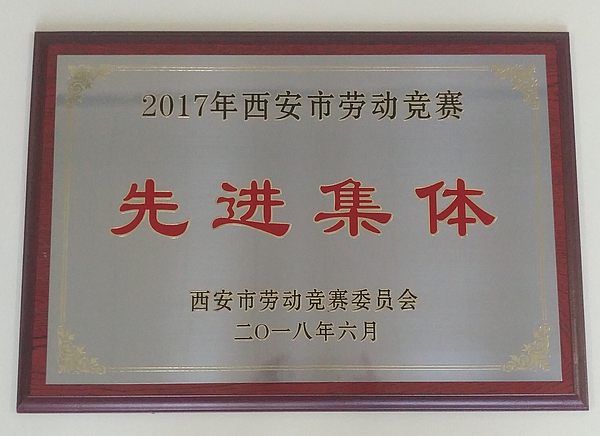 2017年西安市劳动竞赛
先进集体
西安市劳动竞赛委员会
二〇一八年六月